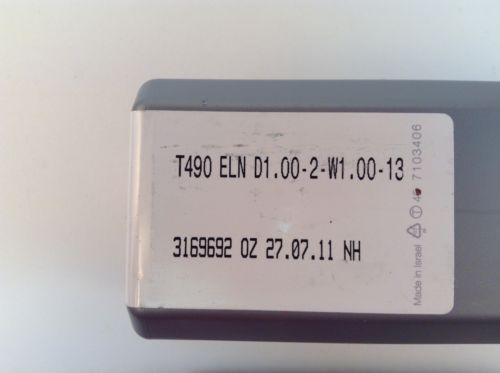 T490 ELN D1.00-2-W1.00-13
3169692 OZ 27.07.11 NH
Made in Israel
7103406